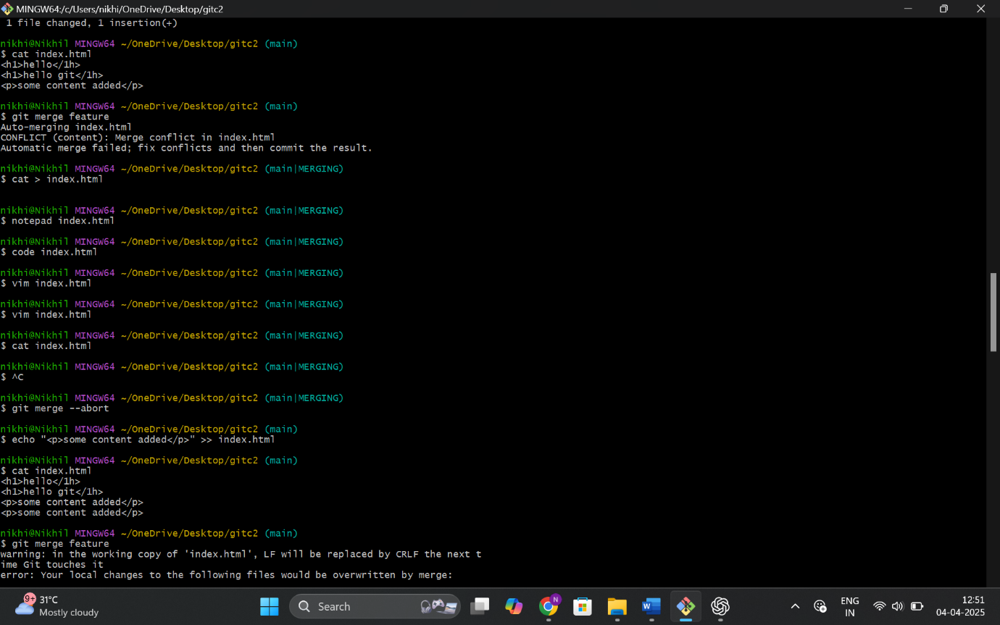 MINGW64:/c/Users/nikhi/OneDrive/Desktop/gitc2
1 file changed, 1 insertion(+)
nikhi@Nikhil MINGW64 ~/OneDrive/Desktop/gitc2 (main)
$ cat index.html
<h1>hello</1h>
<h1>hello git</1h>
<p>some content added</p>
nikhi@Nikhil MINGW64 ~/OneDrive/Desktop/gitc2 (main)
$ git merge feature
Auto-merging index.html
CONFLICT (content): Merge conflict in index.html
Automatic merge failed; fix conflicts and then commit the result.
nikhi@Nikhil MINGW64 ~/OneDrive/Desktop/gitc2 (main|MERGING)
$ cat > index.html
nikhi@Nikhil MINGW64 ~/OneDrive/Desktop/gitc2 (main|MERGING)
$ notepad index.html
nikhi@Nikhil MINGW64 ~/OneDrive/Desktop/gitc2 (main|MERGING)
$ code index.html
nikhi@Nikhil MINGW64 ~/OneDrive/Desktop/gitc2 (main|MERGING)
$ vim index.html
nikhi@Nikhil MINGW64 ~/OneDrive/Desktop/gitc2 (main|MERGING)
$ vim index.html
nikhi@Nikhil MINGW64 ~/OneDrive/Desktop/gitc2 (main|MERGING)
$ cat index.html
nikhi@Nikhil MINGW64 ~/OneDrive/Desktop/gitc2 (main|MERGING)
$ ^C
nikhi@Nikhil MINGW64 ~/OneDrive/Desktop/gitc2 (main|MERGING)
$ git merge --abort
nikhi@Nikhil MINGW64 ~/OneDrive/Desktop/gitc2 (main)
$ echo "<p>some content added</p>" >> index.html
nikhi@Nikhil MINGW64 ~/OneDrive/Desktop/gitc2 (main)
$ cat index.html
<h1>hello</1h>
<h1>hello git</1h>
<p>some content added</p>
<p>some content added</p>
nikhi@Nikhil MINGW64 ~/OneDrive/Desktop/gitc2 (main)
$ git merge feature
warning: in the working copy of 'index.html', LF will be replaced by CRLF the next t
ime Git touches it
error: Your local changes to the following files would be overwritten by merge:
9+
31°C
Mostly cloudy
Search
N
W
ENG
IN
12:51
04-04-2025